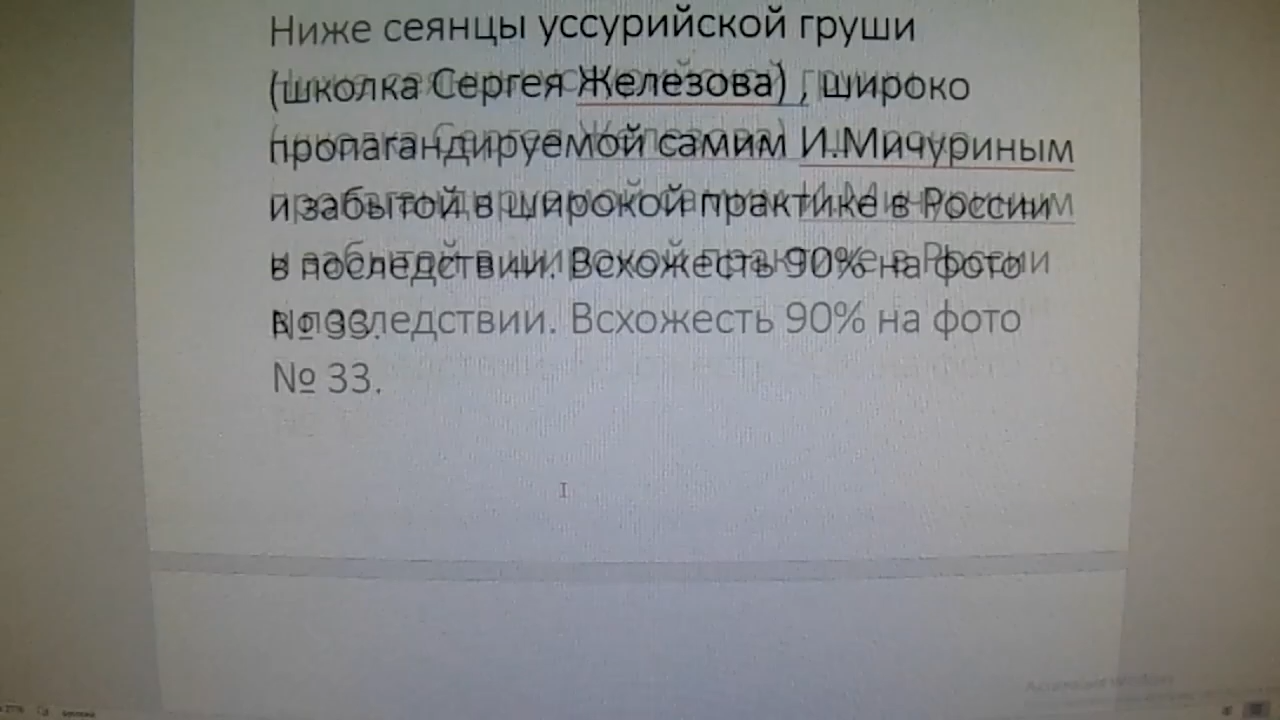 Ниже сеянцы уссурийской груши
(школка Сергея Железова) , широко
пропагандируемой самим И.Мичуриным
и забытой в широкой практике в России
в последствии. Всхожесть 90% на фото
№ 33.